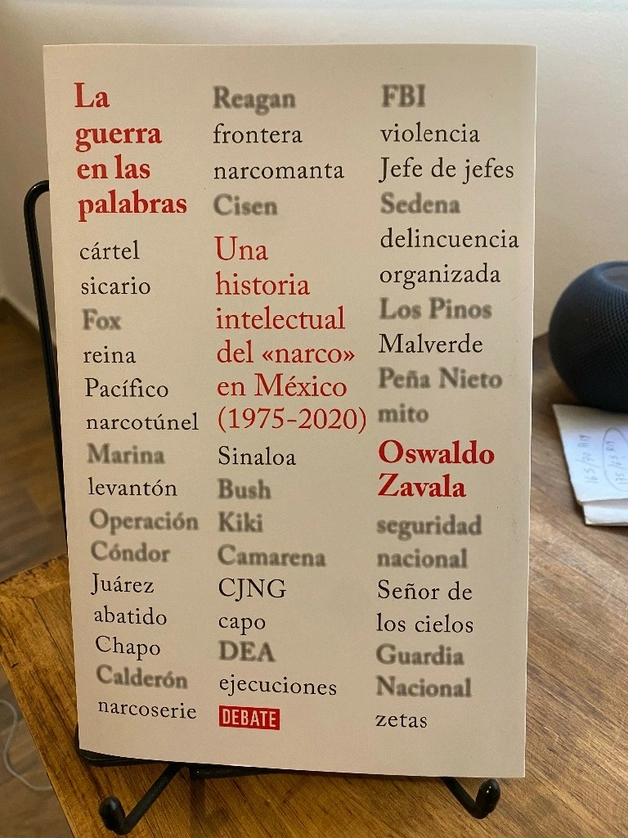 La
guerra
en las
palabras
cártel
sicario
Fox
reina
Pacífico
narcotúnel
Marina
levantón
Operación
Cóndor
Juárez
abatido
Chapo
Calderón
narcoserie
Reagan
frontera
narcomanta
Cisen
Una
historia
intelectual
del «narco»
en México
(1975-2020)
Sinaloa
Bush
Kiki
Camarena
CJNG
capo
DEA
ejecuciones
DEBATE
FBI
violencia
Jefe de jefes
Sedena
delincuencia
organizada
Los Pinos
Malverde
Peña Nieto
mito
Oswaldo
Zavala
seguridad
nacional
Señor de
los cielos
Guardia
Nacional
zetas